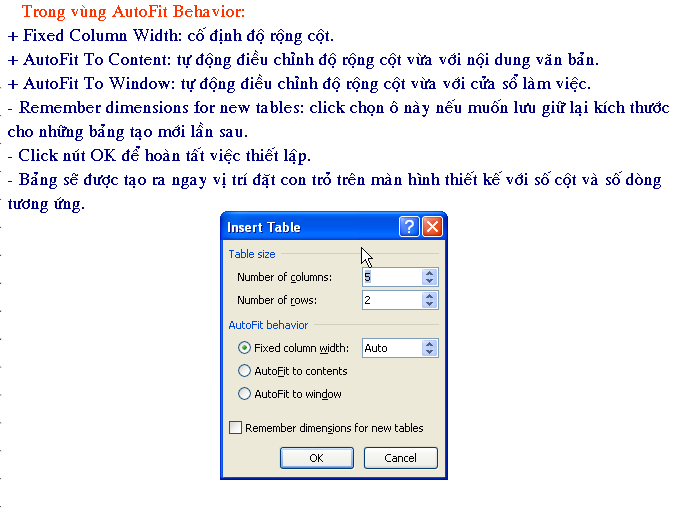 Trong vùng AutoFit Behavior:
+ Fixed Column Width: cố định độ rộng cột.
+ AutoFit To Content: tự động điều chỉnh độ rộng cột vừa với nội dung văn bản.
+ AutoFit To Window: tự động điều chỉnh độ rộng cột vừa với cửa sổ làm việc.
- Remember dimensions for new tables: click chọn ô này nếu muốn lưu giữ lại kích thước
cho những bảng tạo mới lần sau.
- Click nút OK để hoàn tất việc thiết lập.
- Bảng sẽ được tạo ra ngay vị trí đặt con trỏ trên màn hình thiết kế với số cột và số dòng
tương ứng.
Insert Table
Table size
Number of columns: 5
Number of rows: 2
AutoFit behavior
Fixed column width: Auto
AutoFit to contents
AutoFit to window
Remember dimensions for new tables
OK Cancel